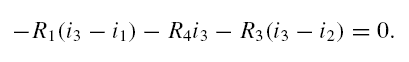 −R₁(i₃ − i₁) − R₄i₃ − R₃(i₃ − i₂) = 0.